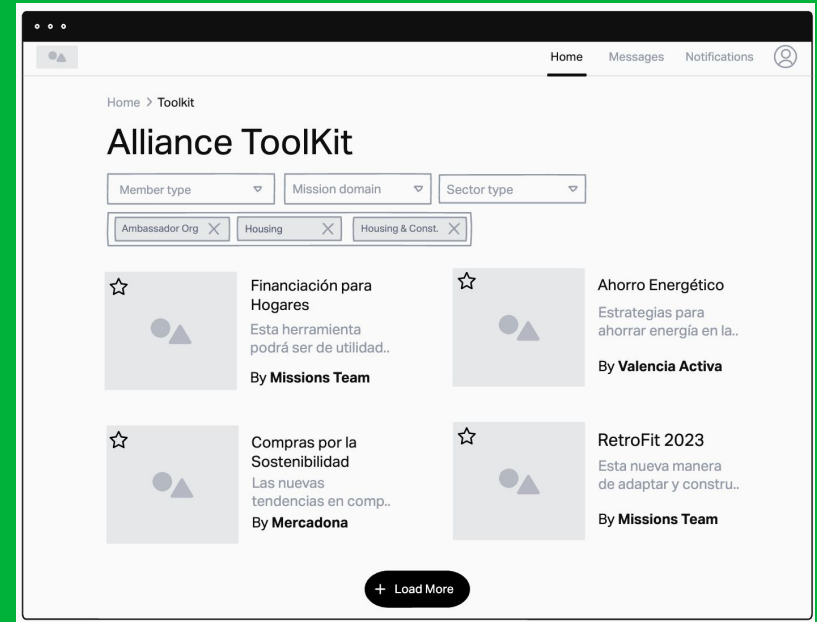 Home Messages Notifications
Home > Toolkit
Alliance ToolKit
Member type Mission domain Sector type
Ambassador Org Housing Housing & Const.
Financiación para
Hogares
Esta herramienta
podrá ser de utilidad..
By Missions Team
Ahorro Energético
Estrategias para
ahorrar energía en la..
By Valencia Activa
Compras por la
Sostenibilidad
Las nuevas
tendencias en comp..
By Mercadona
RetroFit 2023
Esta nueva manera
de adaptar y constru..
By Missions Team
+ Load More